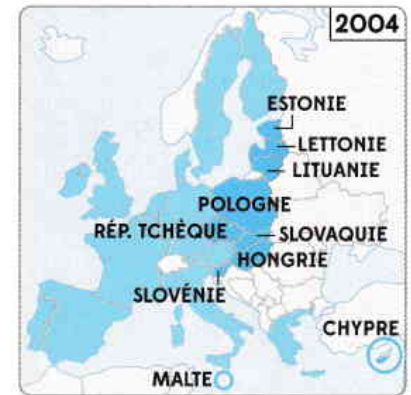 2004
ESTONIE
LETTONIE
LITUANIE
POLOGNE
RÉP. TCHÈQUE
SLOVAQUIE
HONGRIE
SLOVÉNIE
CHYPRE
MALTE